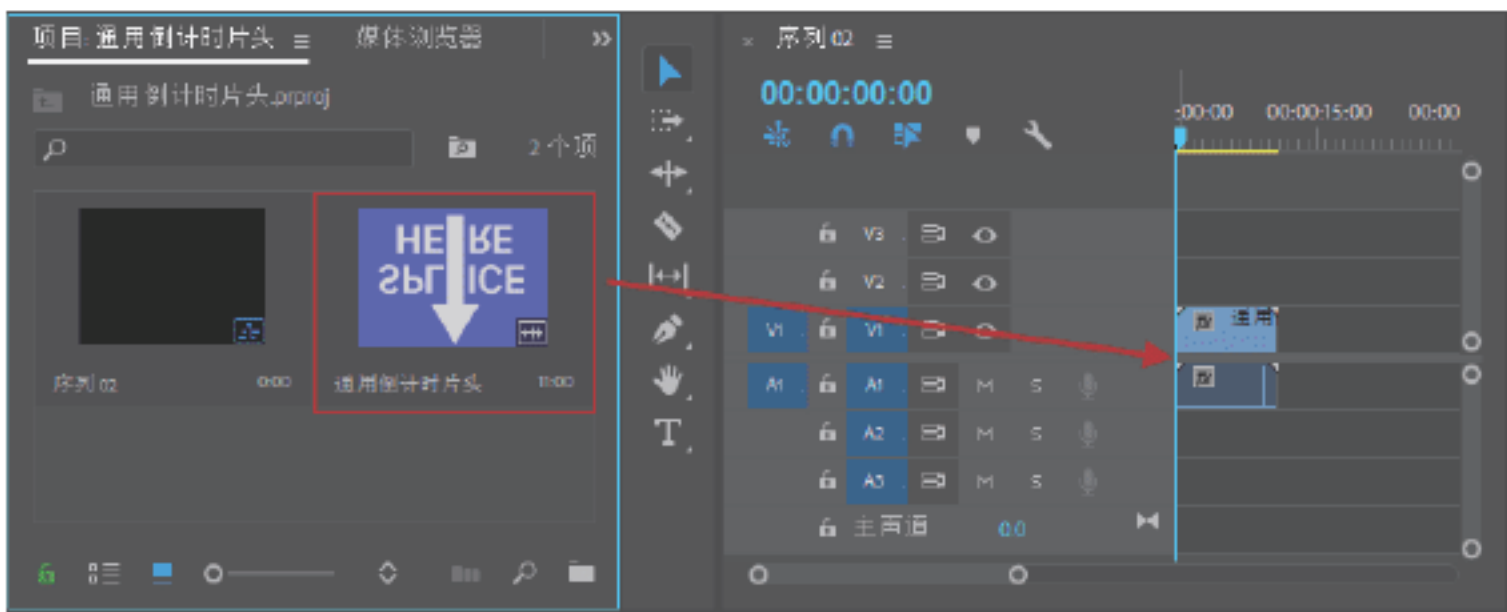 项目: 通用倒计时片头
媒体浏览器
通用倒计时片头.prproj
2个项
HERE
SPLICE
序列 02
0:00
通用倒计时片头
11:00
T
× 序列 02
00:00:00:00
:00:00 00:00:15:00 00:00
V3
V2
V1 V1
fx 通用
A1 A1 M S
fx
A2 M S
A3 M S
主声道 0.0